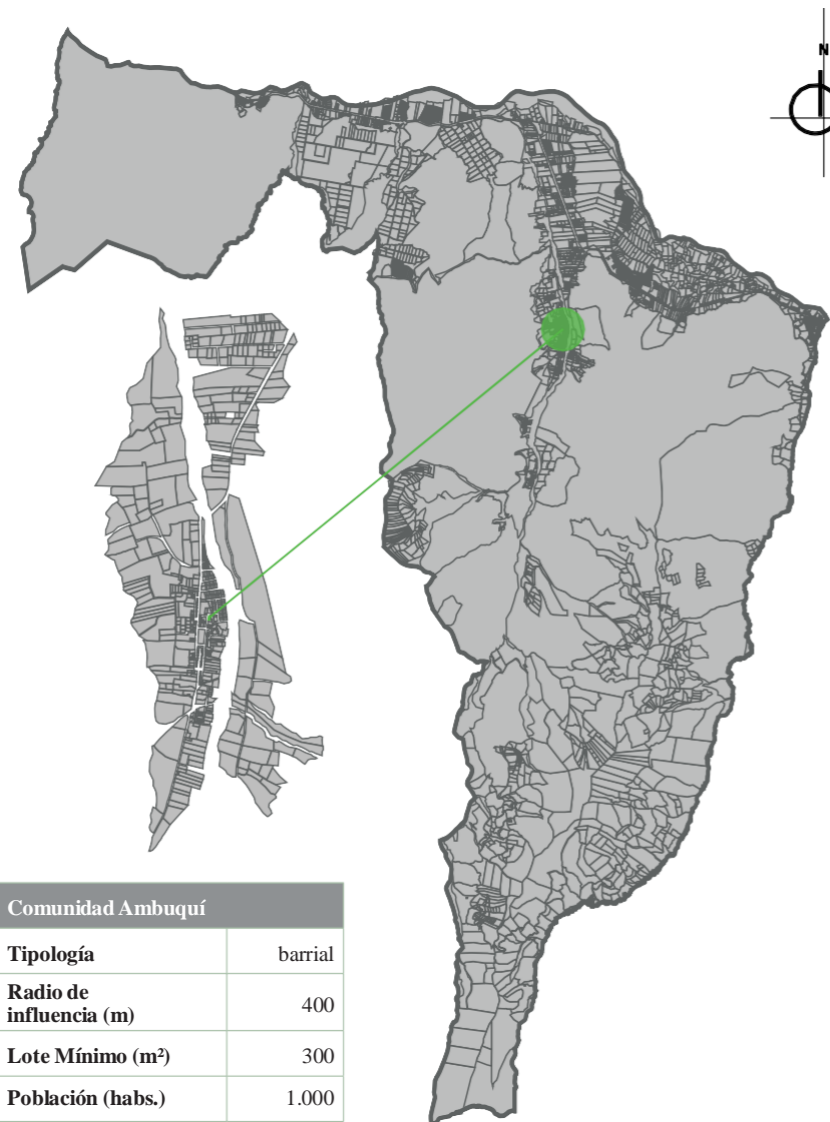 N
Comunidad Ambuquí
Tipología barrial
Radio de
influencia (m) 400
Lote Mínimo (m²) 300
Población (habs.) 1.000